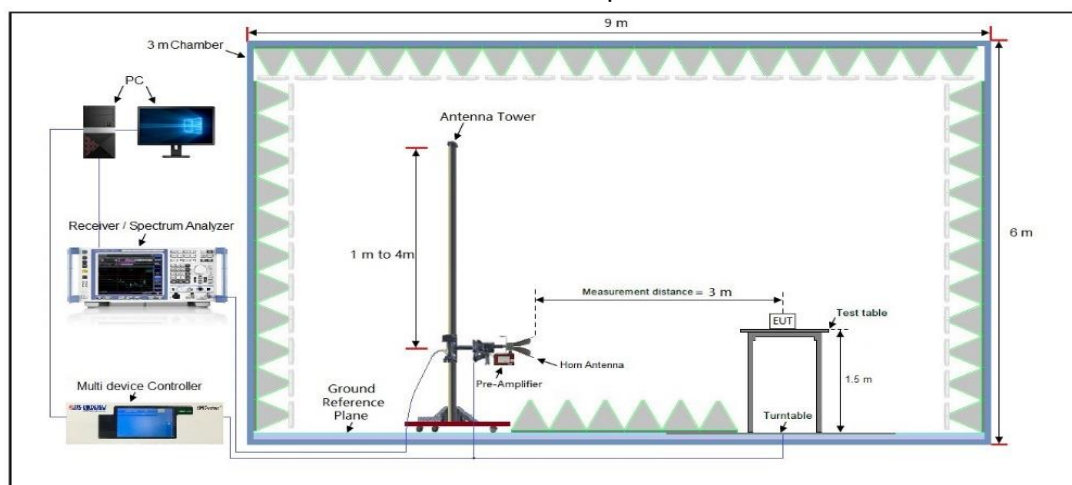 9 m
3 m Chamber
PC
Antenna Tower
Receiver / Spectrum Analyzer
1 m to 4m
6 m
Measurement distance = 3 m
EUT
Test table
Horn Antenna
Pre-Amplifier
1.5 m
Multi device Controller
Ground
Reference
Plane
Turntable